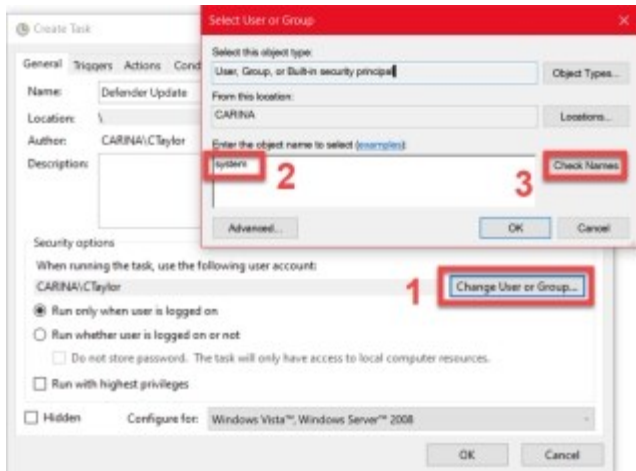 Create Task
General Triggers Actions Cond
Name: Defender Update
Location: \
Author: CARINA\CTaylor
Description:
Security options
When running the task, use the following user account:
CARINA\CTaylor
1
Change User or Group...
Run only when user is logged on
Run whether user is logged on or not
Do not store password. The task will only have access to local computer resources.
Run with highest privileges
Hidden Configure for: Windows Vista™, Windows Server™ 2008
OK Cancel
Select User or Group
Select this object type:
User, Group, or Built-in security principal Object Types...
From this location:
CARINA Locations...
Enter the object name to select (examples):
system 2 3 Check Names
Advanced... OK Cancel